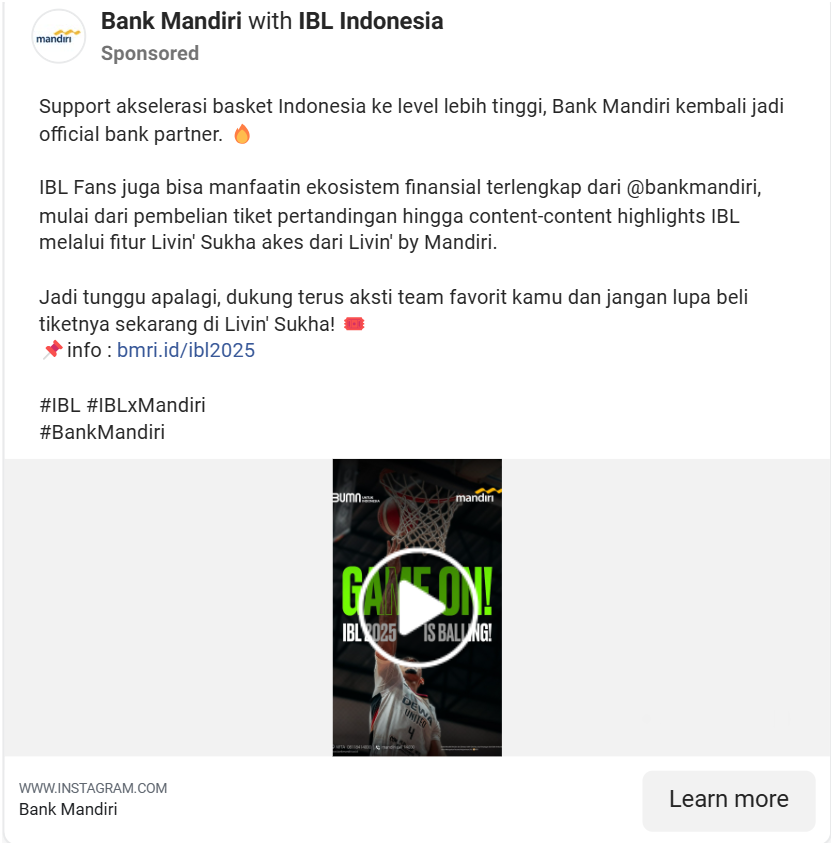 mandiri
Bank Mandiri with IBL Indonesia
Sponsored
Support akselerasi basket Indonesia ke level lebih tinggi, Bank Mandiri kembali jadi
official bank partner. 🔥
IBL Fans juga bisa manfaatin ekosistem finansial terlengkap dari @bankmandiri,
mulai dari pembelian tiket pertandingan hingga content-content highlights IBL
melalui fitur Livin' Sukha akes dari Livin' by Mandiri.
Jadi tunggu apalagi, dukung terus aksti team favorit kamu dan jangan lupa beli
tiketnya sekarang di Livin' Sukha! 🎟️
📌 info : bmri.id/ibl2025
#IBL #IBLxMandiri
#BankMandiri
BUMN UNTUK INDONESIA
mandiri
GAME ON!
IBL 2025 IS BALLING!
DEWA
UNITED
4
WWW.INSTAGRAM.COM
Bank Mandiri
Learn more